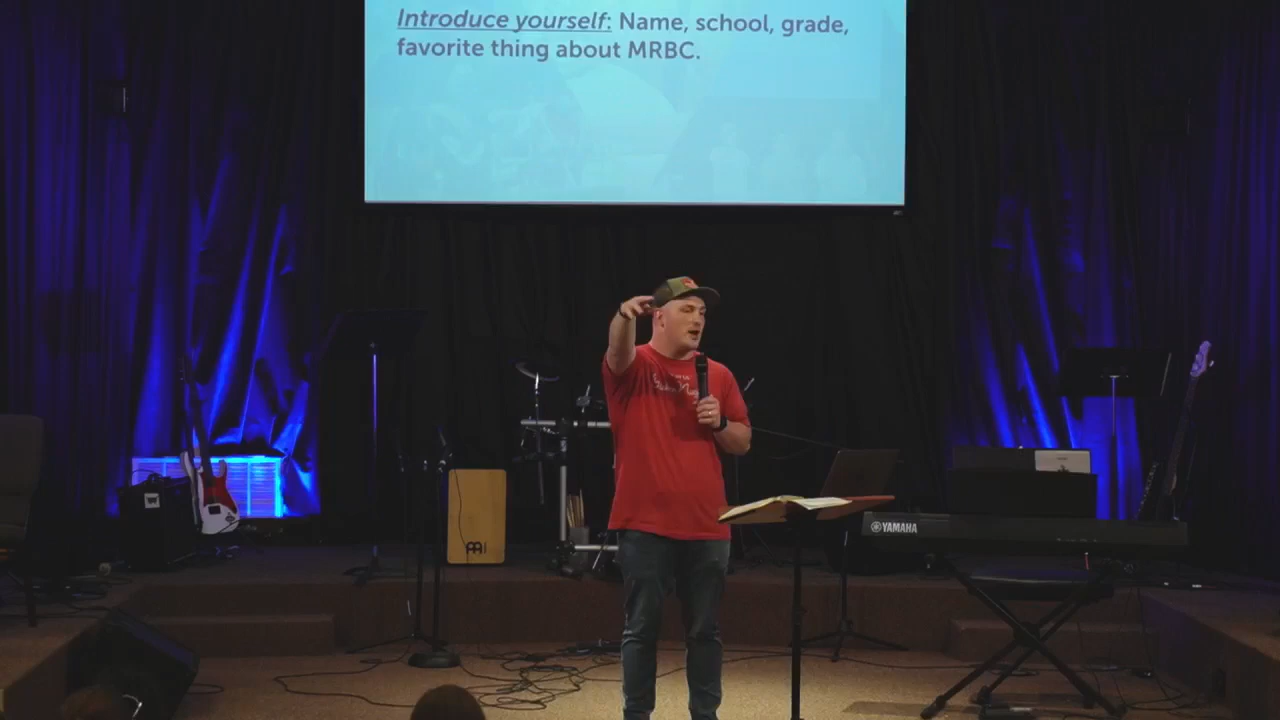 Introduce yourself: Name, school, grade,
favorite thing about MRBC.
YAMAHA